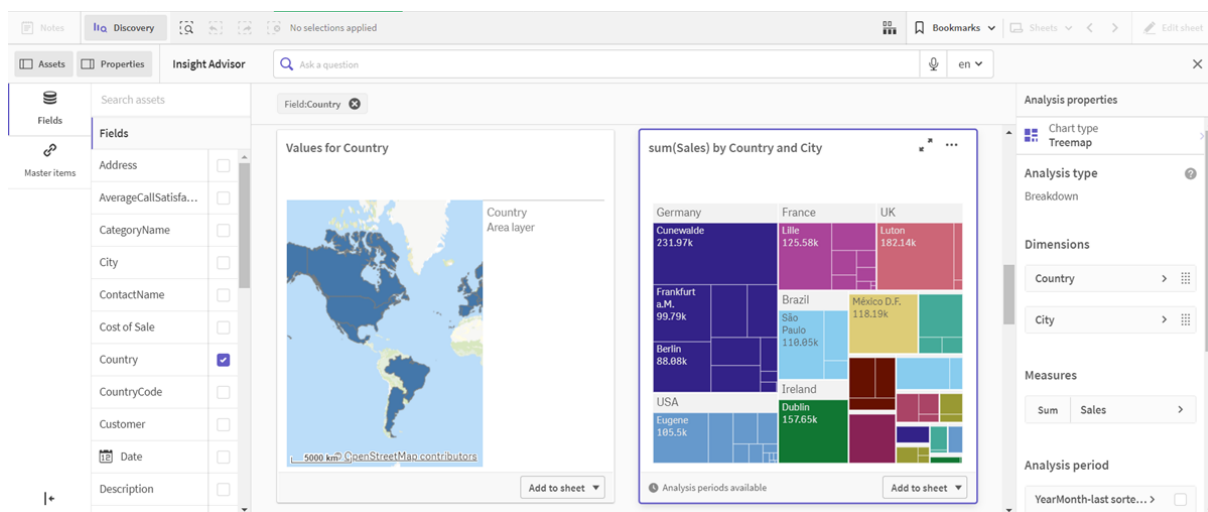 Notes
Discovery
No selections applied
Bookmarks
Sheets
Edit sheet
Assets
Properties
Insight Advisor
Ask a question
en
Fields
Master items
Search assets
Fields
Address
AverageCallSatisfa...
CategoryName
City
ContactName
Cost of Sale
Country
CountryCode
Customer
Date
Description
Field:Country
Values for Country
Country
Area layer
5000 km
© OpenStreetMap contributors
Add to sheet
sum(Sales) by Country and City
Germany
Cunewalde
231.97k
Frankfurt
a.M.
99.79k
Berlin
88.08k
USA
Eugene
105.5k
France
Lille
125.58k
UK
Luton
182.14k
Brazil
São
Paulo
110.05k
México D.F.
118.19k
Ireland
Dublin
157.65k
Analysis periods available
Add to sheet
Analysis properties
Chart type
Treemap
Analysis type
Breakdown
Dimensions
Country
City
Measures
Sum
Sales
Analysis period
YearMonth-last sorte...